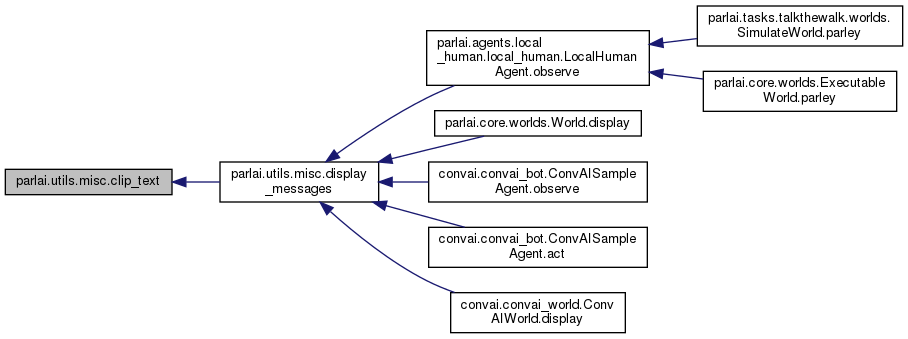 parlai.utils.misc.clip_text
parlai.utils.misc.display
_messages
parlai.agents.local
_human.local_human.LocalHuman
Agent.observe
parlai.tasks.talkthewalk.worlds.
SimulateWorld.parley
parlai.core.worlds.Executable
World.parley
parlai.core.worlds.World.display
convai.convai_bot.ConvAISample
Agent.observe
convai.convai_bot.ConvAISample
Agent.act
convai.convai_world.Conv
AIWorld.display